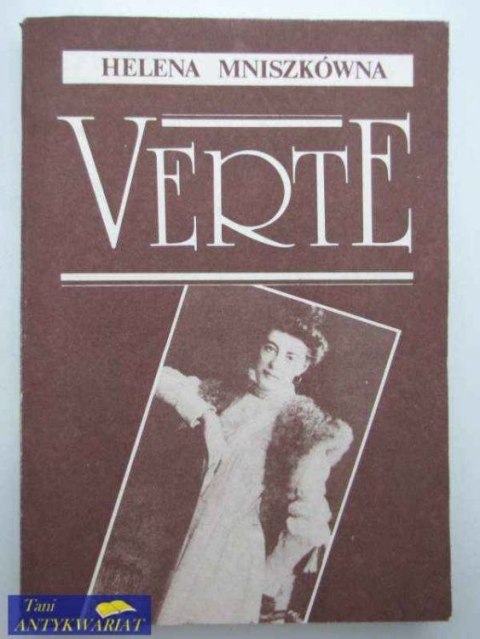 HELENA MNISZKÓWNA
VERTE
Tani
ANTYKWARIAT